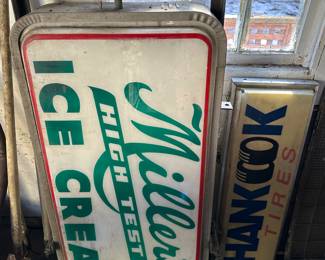 Miller
HIGH TEST
ICE CREA
HANKOOK
TIRES